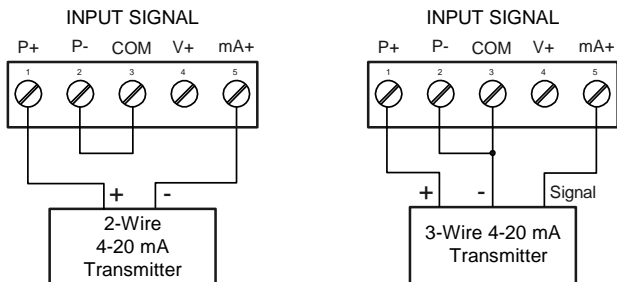 INPUT SIGNAL
P+ P- COM V+ mA+
1 2 3 4 5
+ -
2-Wire
4-20 mA
Transmitter
INPUT SIGNAL
P+ P- COM V+ mA+
1 2 3 4 5
+ - Signal
3-Wire 4-20 mA
Transmitter